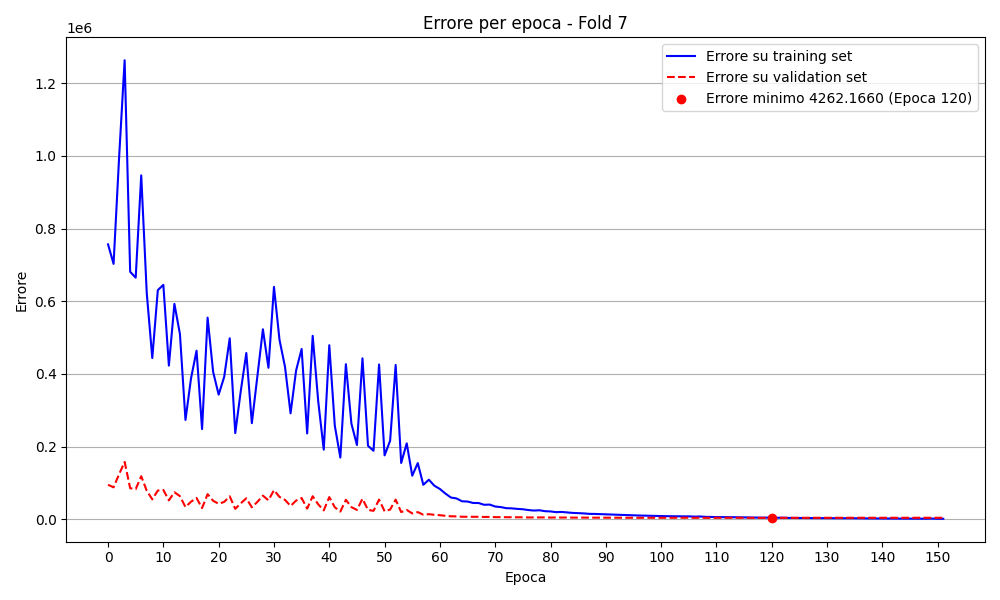 Errore per epoca - Fold 7
1e6
Errore su training set
Errore su validation set
Errore minimo 4262.1660 (Epoca 120)
1.2
1.0
0.8
0.6
0.4
0.2
0.0
Errore
0 10 20 30 40 50 60 70 80 90 100 110 120 130 140 150
Epoca